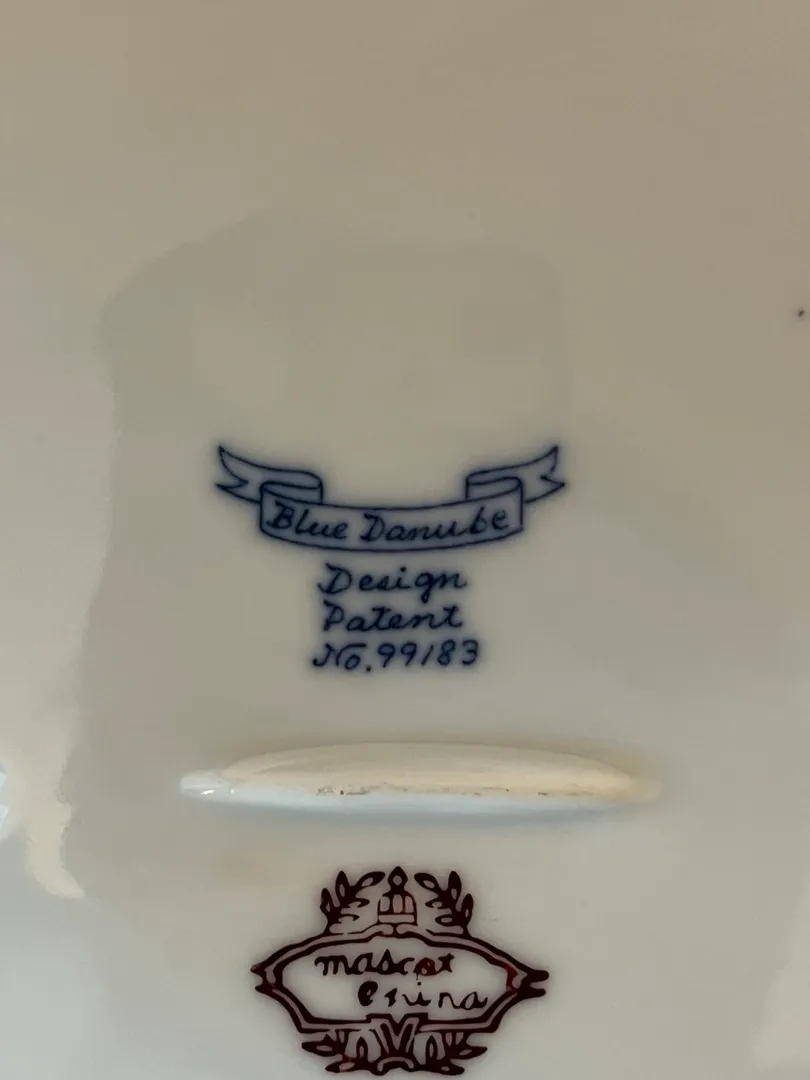 Blue Danube
Design
Patent
No. 99183
mascot
China